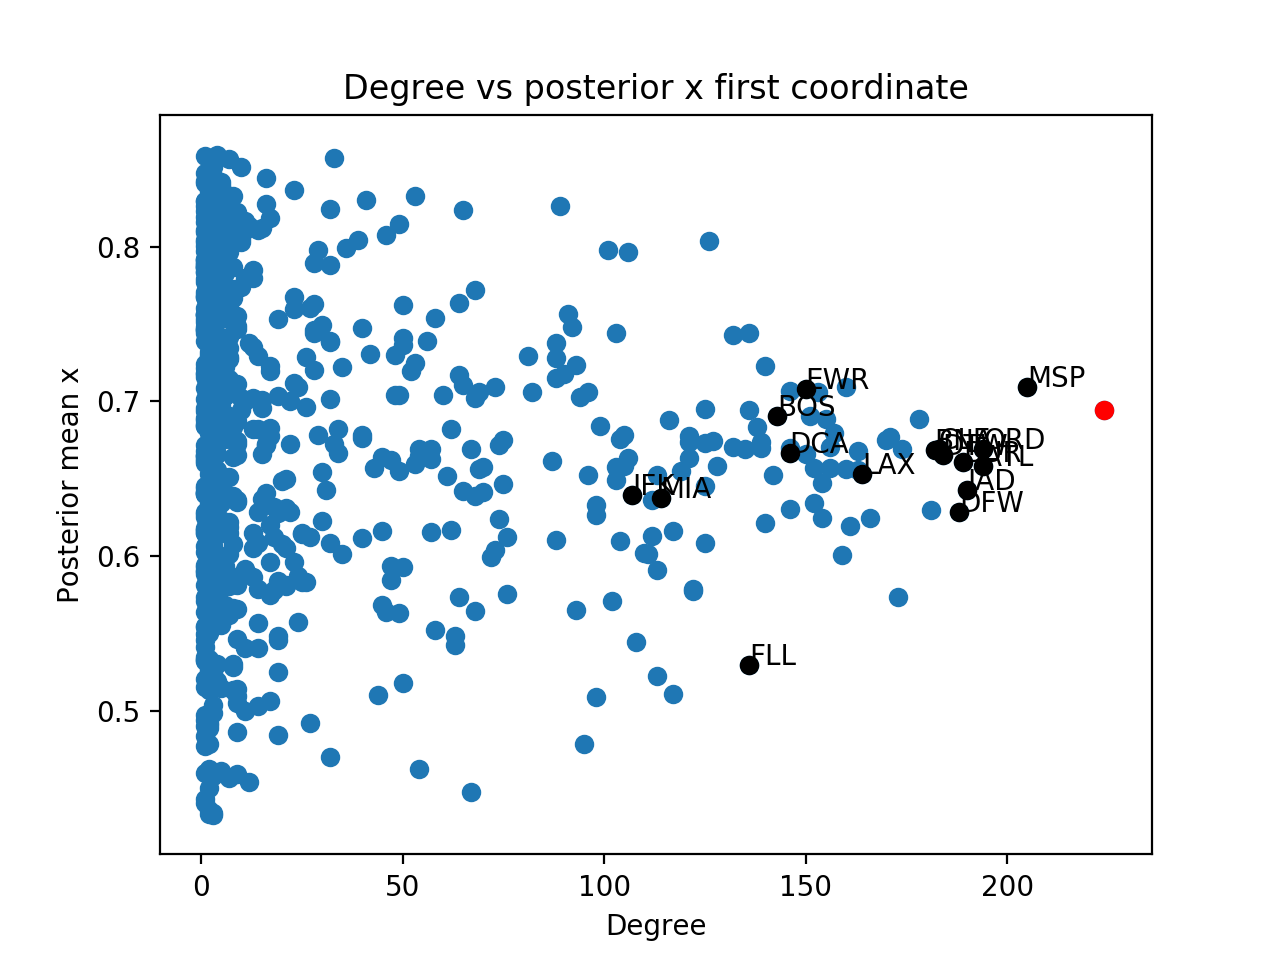 Degree vs posterior x first coordinate
Posterior mean x
0.8
0.7
0.6
0.5
EWR
MSP
BOS
DCA
ORD
LAX
IAD
JFK
MIA
DFW
FLL
0
50
100
150
200
Degree